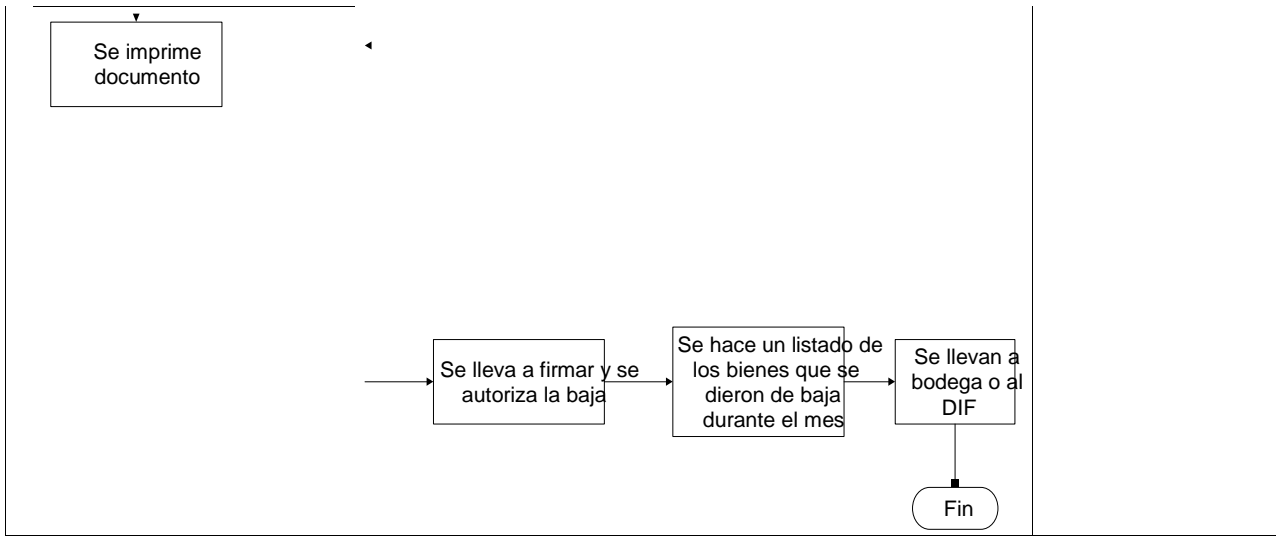 Se imprime
documento
Se lleva a firmar y se
autoriza la baja
Se hace un listado de
los bienes que se
dieron de baja
durante el mes
Se llevan a
bodega o al
DIF
Fin